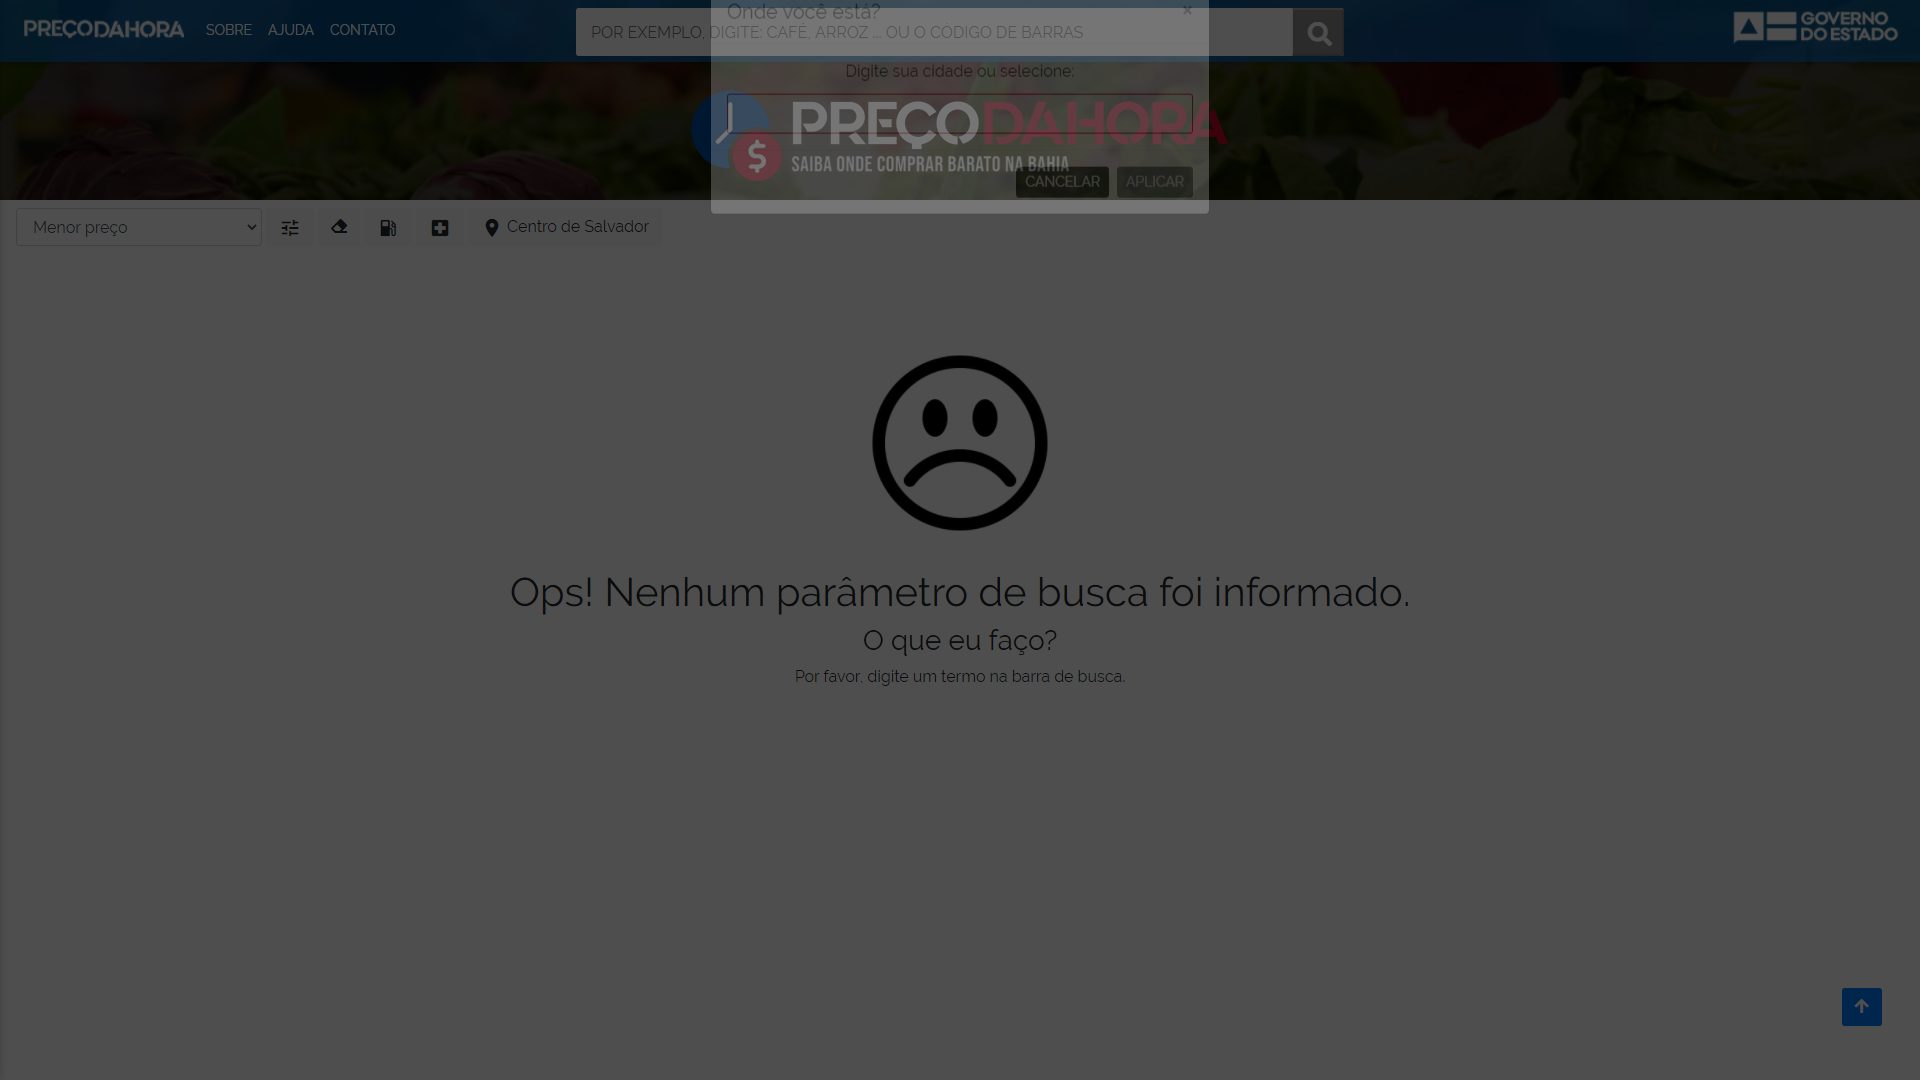 PREÇODAHORA
SOBRE
AJUDA
CONTATO
POR EXEMPLO, DIGITE: CAFÉ, ARROZ ... OU O CÓDIGO DE BARRAS
GOVERNO
DO ESTADO
Onde você está?
×
Digite sua cidade ou selecione:
PREÇODAHORA
$
SAIBA ONDE COMPRAR BARATO NA BAHIA
CANCELAR
APLICAR
Menor preço
Centro de Salvador
Ops! Nenhum parâmetro de busca foi informado.
O que eu faço?
Por favor, digite um termo na barra de busca.